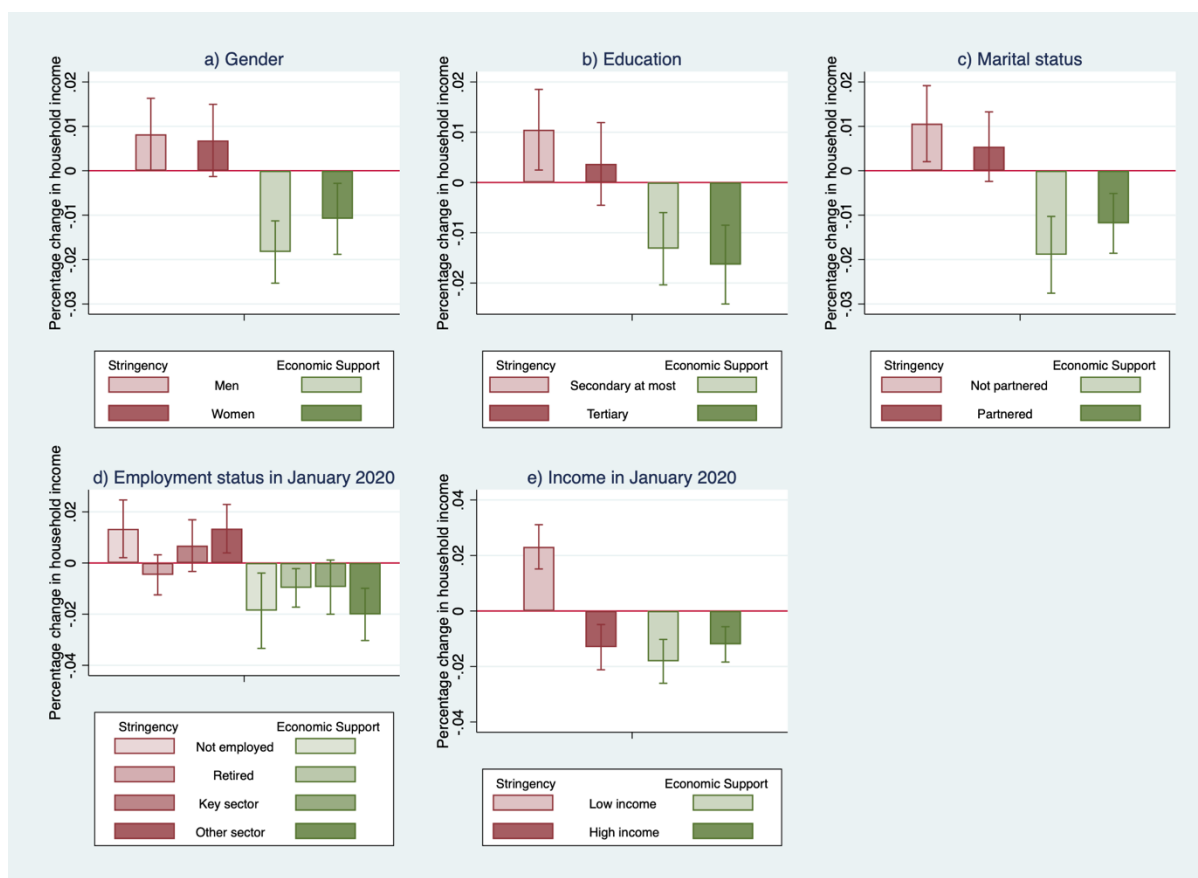 a) Gender
Percentage change in household income
.02
.01
0
-.01
-.02
-.03
Stringency Economic Support
Men
Women
b) Education
Percentage change in household income
.02
.01
0
-.01
-.02
Stringency Economic Support
Secondary at most
Tertiary
c) Marital status
Percentage change in household income
.02
.01
0
-.01
-.02
-.03
Stringency Economic Support
Not partnered
Partnered
d) Employment status in January 2020
Percentage change in household income
.02
0
-.02
-.04
Stringency Economic Support
Not employed
Retired
Key sector
Other sector
e) Income in January 2020
Percentage change in household income
.04
.02
0
-.02
-.04
Stringency Economic Support
Low income
High income